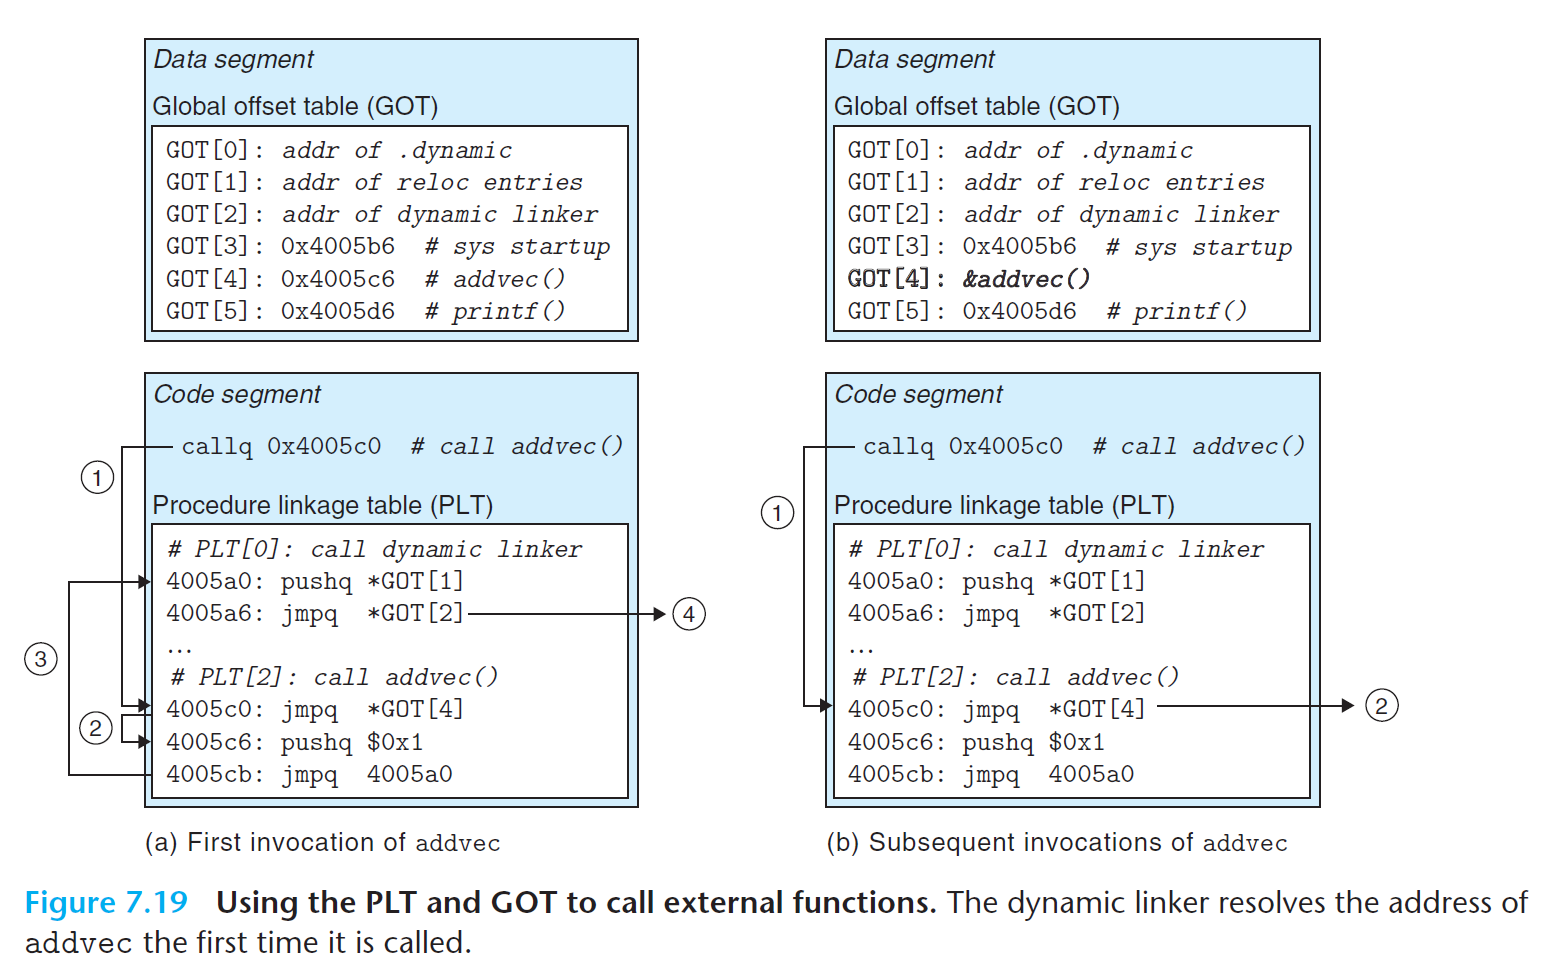 Data segment
Global offset table (GOT)
GOT[0]: addr of .dynamic
GOT[1]: addr of reloc entries
GOT[2]: addr of dynamic linker
GOT[3]: 0x4005b6 # sys startup
GOT[4]: 0x4005c6 # addvec()
GOT[5]: 0x4005d6 # printf()
Code segment
callq 0x4005c0 # call addvec()
1
Procedure linkage table (PLT)
# PLT[0]: call dynamic linker
4005a0: pushq *GOT[1]
4005a6: jmpq *GOT[2]
4
...
3
# PLT[2]: call addvec()
4005c0: jmpq *GOT[4]
2
4005c6: pushq $0x1
4005cb: jmpq 4005a0
(a) First invocation of addvec
Data segment
Global offset table (GOT)
GOT[0]: addr of .dynamic
GOT[1]: addr of reloc entries
GOT[2]: addr of dynamic linker
GOT[3]: 0x4005b6 # sys startup
GOT[4]: &addvec()
GOT[5]: 0x4005d6 # printf()
Code segment
callq 0x4005c0 # call addvec()
1
Procedure linkage table (PLT)
# PLT[0]: call dynamic linker
4005a0: pushq *GOT[1]
4005a6: jmpq *GOT[2]
...
# PLT[2]: call addvec()
4005c0: jmpq *GOT[4]
2
4005c6: pushq $0x1
4005cb: jmpq 4005a0
(b) Subsequent invocations of addvec
Figure 7.19 Using the PLT and GOT to call external functions. The dynamic linker resolves the address of
addvec the first time it is called.